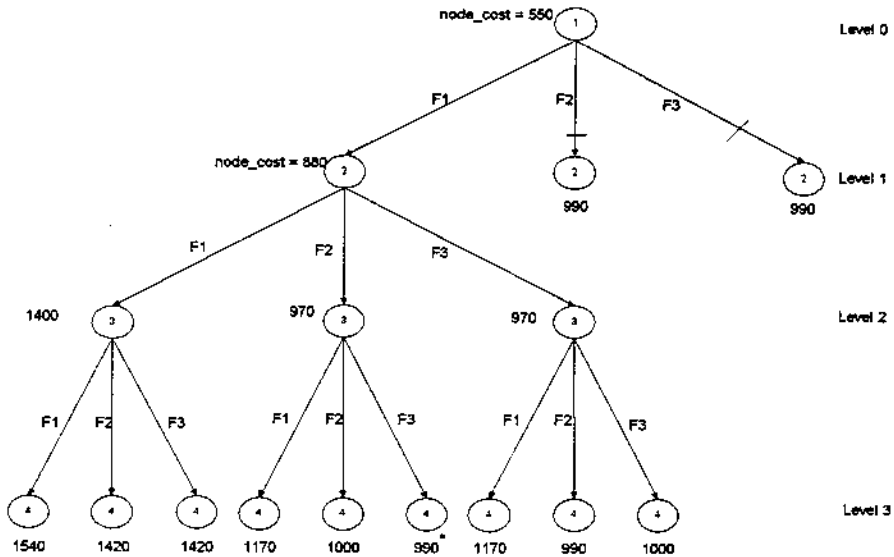 node_cost = 550
1
Level 0
F1
F2
F3
node_cost = 880
2
2
2
Level 1
990
990
F1
F2
F3
1400
3
970
3
970
3
Level 2
F1
F2
F3
F1
F2
F3
F1
F2
F3
4
4
4
4
4
4
4
4
4
Level 3
1540
1420
1420
1170
1000
990*
1170
990
1000